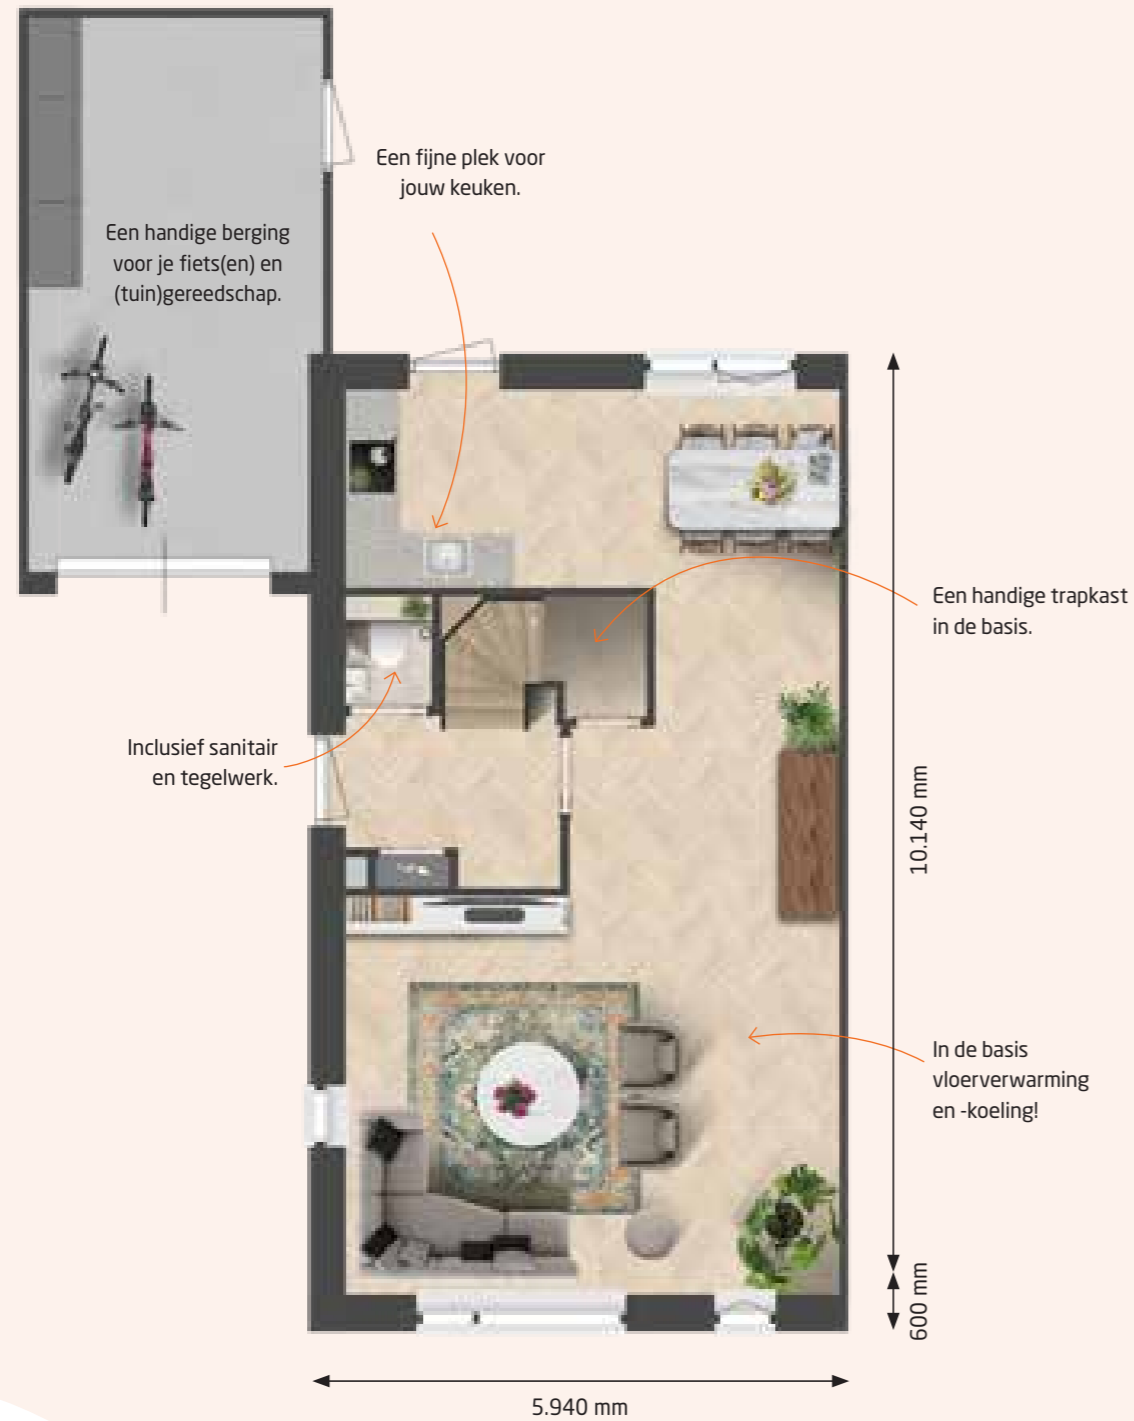 Een fijne plek voor
jouw keuken.
Een handige berging
voor je fiets(en) en
(tuin)gereedschap.
Een handige trapkast
in de basis.
Inclusief sanitair
en tegelwerk.
10.140 mm
In de basis
vloerverwarming
en -koeling!
600 mm
5.940 mm